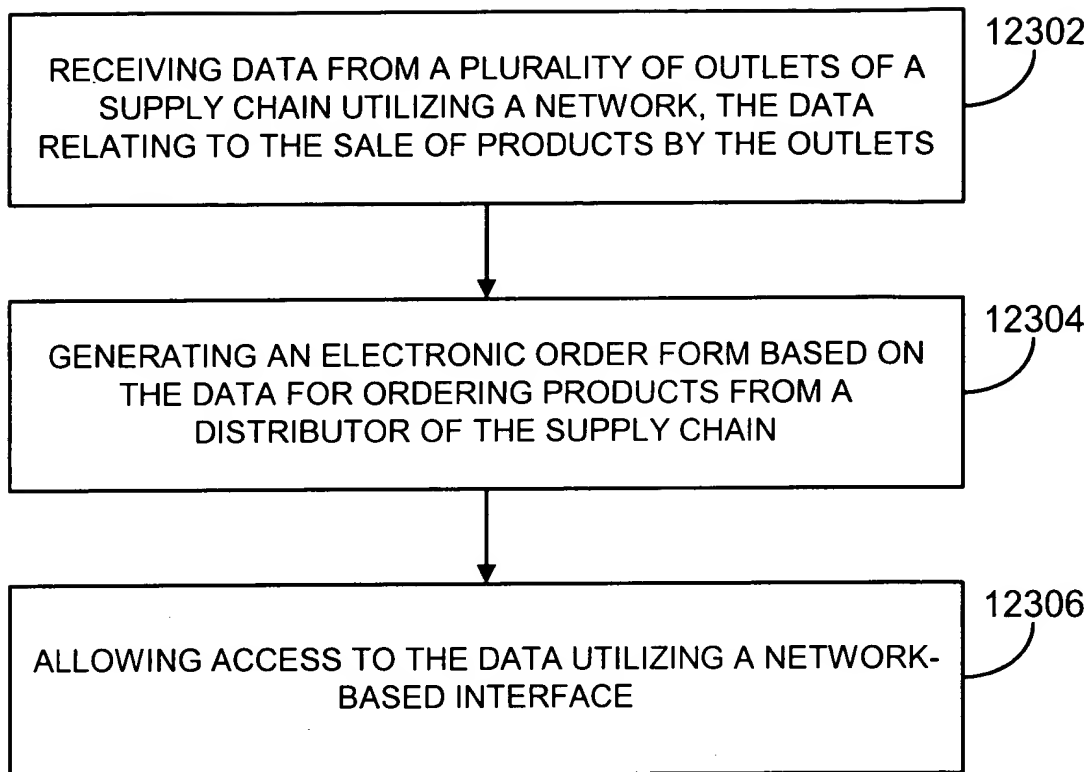 12302
RECEIVING DATA FROM A PLURALITY OF OUTLETS OF A
SUPPLY CHAIN UTILIZING A NETWORK, THE DATA
RELATING TO THE SALE OF PRODUCTS BY THE OUTLETS
12304
GENERATING AN ELECTRONIC ORDER FORM BASED ON
THE DATA FOR ORDERING PRODUCTS FROM A
DISTRIBUTOR OF THE SUPPLY CHAIN
12306
ALLOWING ACCESS TO THE DATA UTILIZING A NETWORK-
BASED INTERFACE